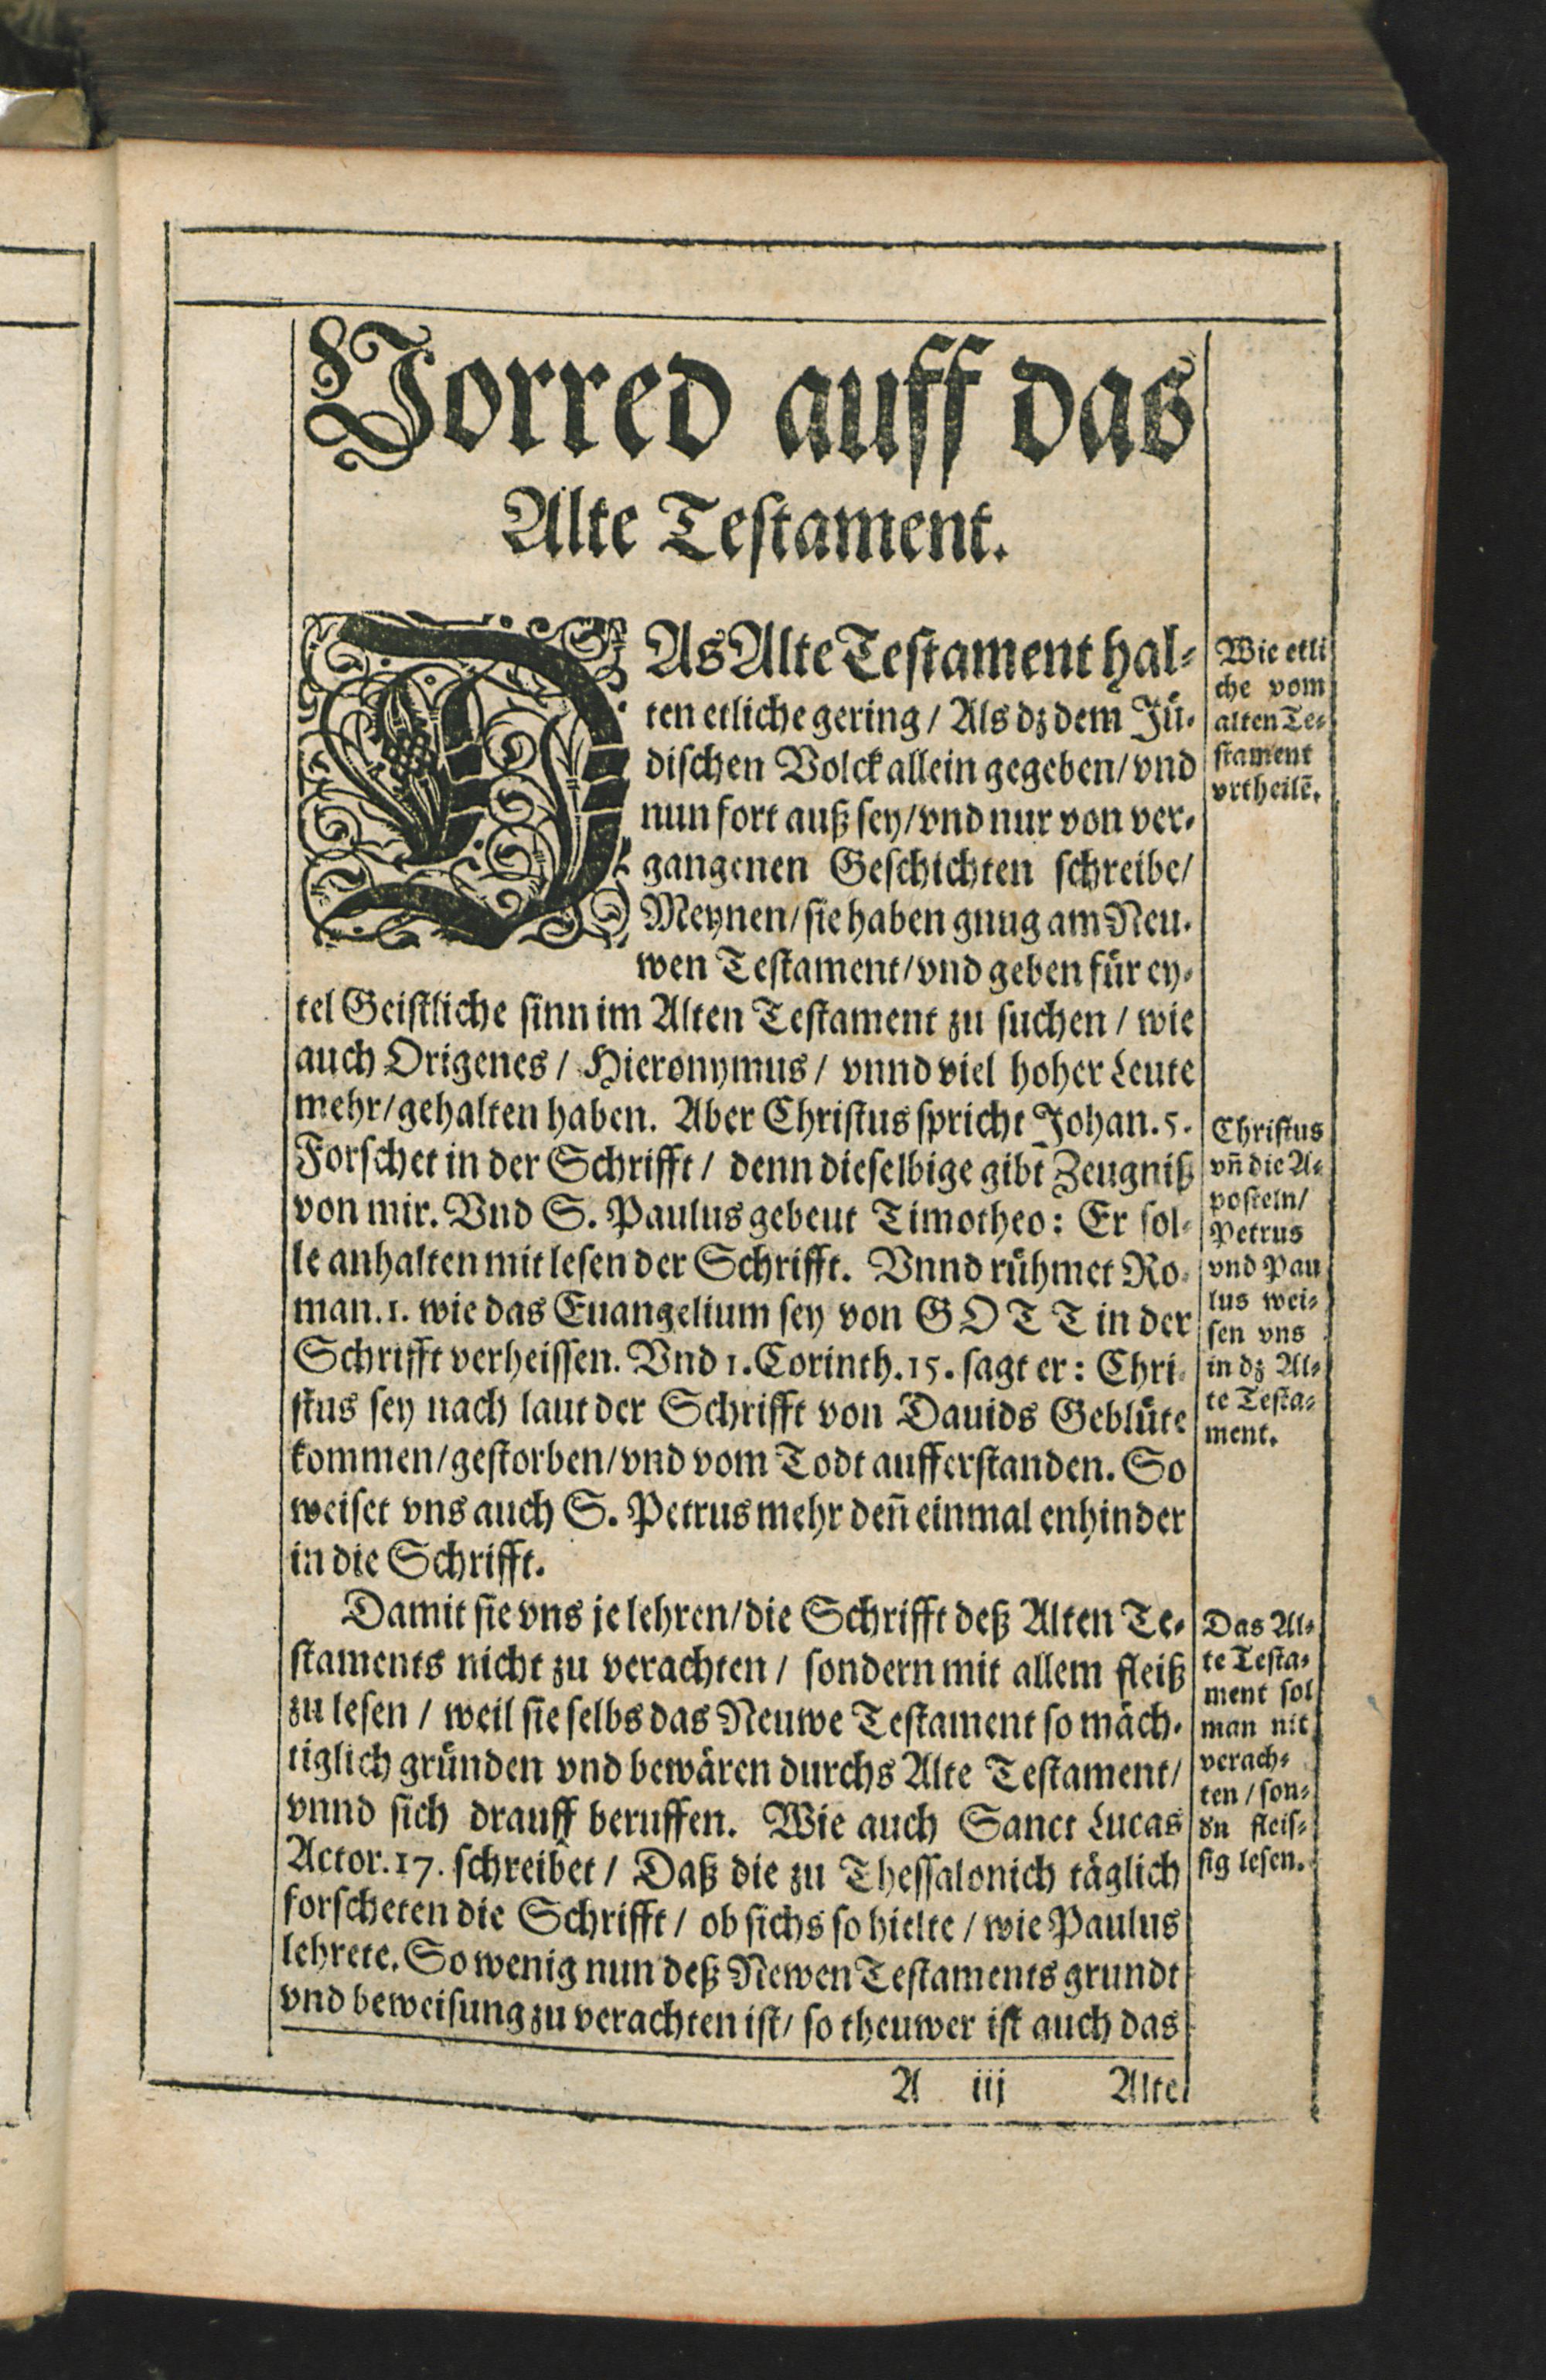 Vorred auff das
Alte Testament.
DAs Alte Testament hal-
ten etliche gering / Als dz dem Jü-
dischen Volck allein gegeben / vnd
nun fort auß sey / vnd nur von ver-
gangenen Geschichten schreibe /
Meynen / sie haben gnug am Neu-
wen Testament / vnd geben für ey-
tel Geistliche sinn im Alten Testament zu suchen / wie
auch Origenes / Hieronymus / vnnd viel hoher Leute
mehr / gehalten haben. Aber Christus spricht Johan. 5.
Forschet in der Schrifft / denn dieselbige gibt Zeugniß
von mir. Vnd S. Paulus gebeut Timotheo: Er sol-
le anhalten mit lesen der Schrifft. Vnnd rühmet Ro-
man. 1. wie das Euangelium sey von GOTT in der
Schrifft verheissen. Vnd 1. Corinth. 15. sagt er: Chri-
stus sey nach laut der Schrifft von Dauids Geblüte
kommen / gestorben / vnd vom Todt aufferstanden. So
weiset vns auch S. Petrus mehr deñ einmal enhinder
in die Schrifft.
Damit sie vns je lehren / die Schrifft deß Alten Te-
staments nicht zu verachten / sondern mit allem fleiß
zu lesen / weil sie selbs das Neuwe Testament so mäch-
tiglich gründen vnd bewären durchs Alte Testament /
vnnd sich drauff beruffen. Wie auch Sanct Lucas
Actor. 17. schreibet / Daß die zu Thessalonich täglich
forscheten die Schrifft / ob sichs so hielte / wie Paulus
lehrete. So wenig nun deß Newen Testaments grundt
vnd beweisung zu verachten ist / so theuwer ist auch das
A iij Alte
Wie etli
che vom
alten Te-
stament
vrtheilẽ.
Christus
vñ die A-
posteln /
Petrus
vnd Pau
lus wei-
sen vns
in dz Al-
te Testa-
ment.
Das Al-
te Testa-
ment sol
man nit
verach-
ten / son-
dn fleis-
sig lesen.